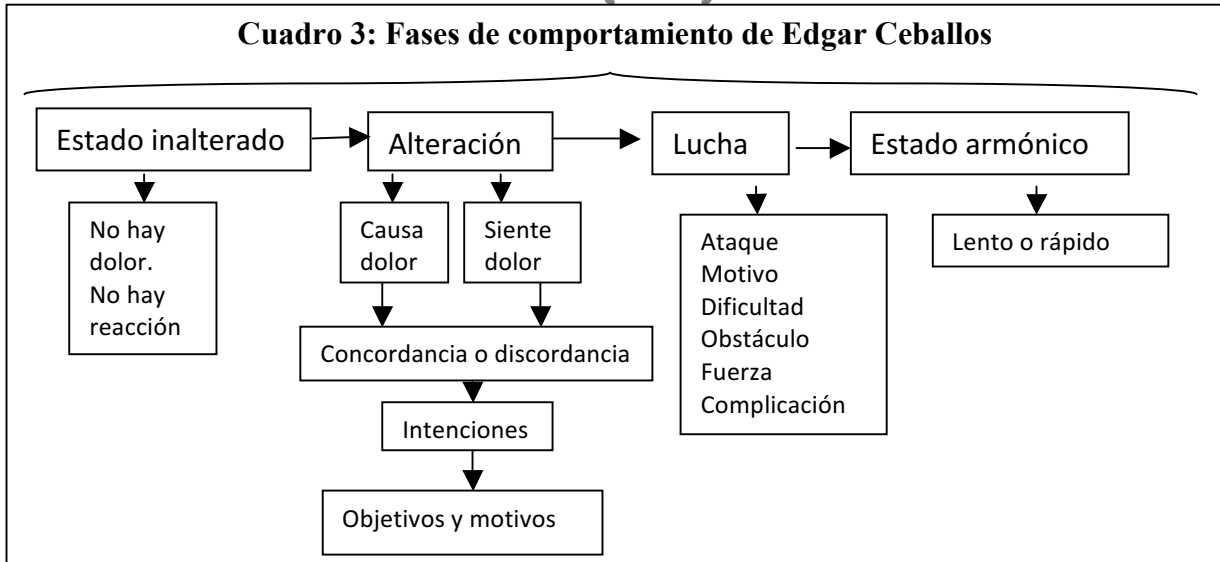 Cuadro 3: Fases de comportamiento de Edgar Ceballos
Estado inalterado
Alteración
Lucha
Estado armónico
No hay
dolor.
No hay
reacción
Causa
dolor
Siente
dolor
Ataque
Motivo
Dificultad
Obstáculo
Fuerza
Complicación
Lento o rápido
Concordancia o discordancia
Intenciones
Objetivos y motivos